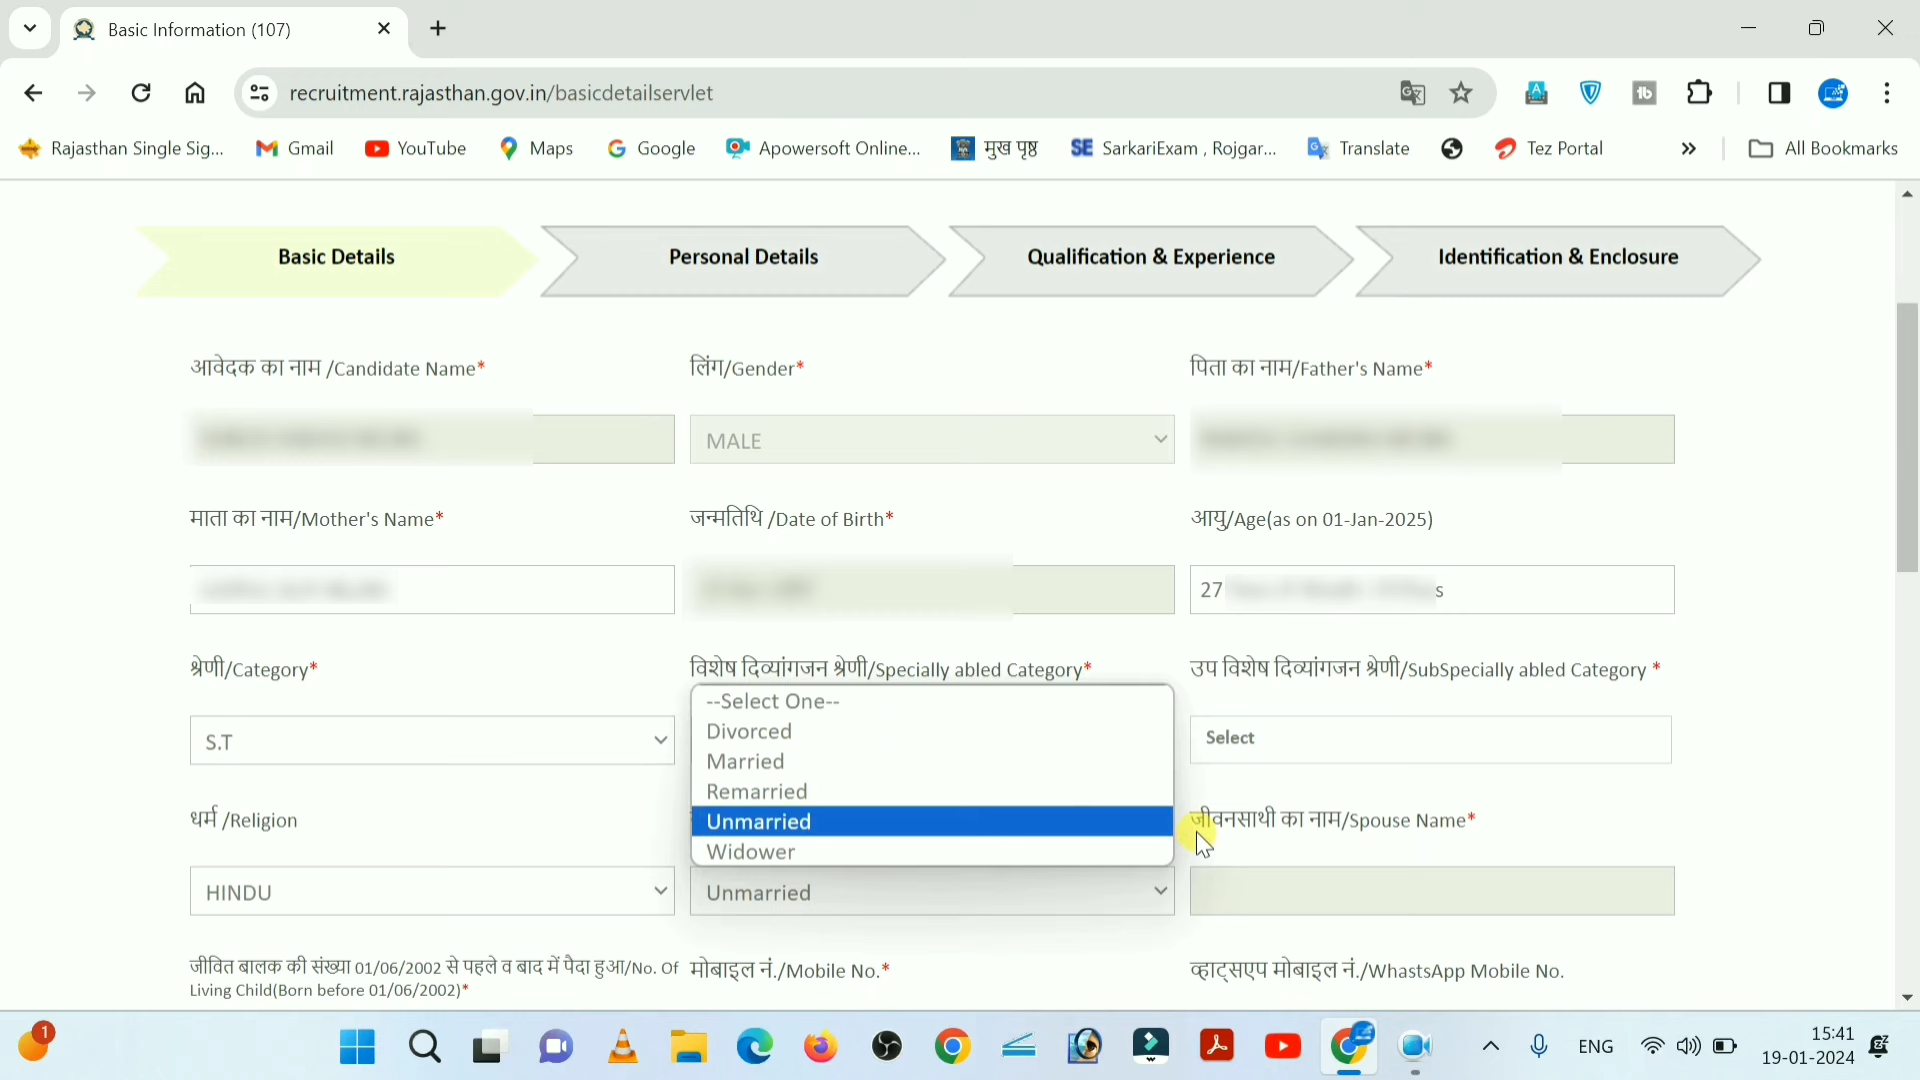 Basic Information (107)
recruitment.rajasthan.gov.in/basicdetailservlet
Rajasthan Single Sig... Gmail YouTube Maps Google Apowersoft Online... मुख पृष्ठ SE SarkariExam , Rojgar... Translate Tez Portal » All Bookmarks
Basic Details Personal Details Qualification & Experience Identification & Enclosure
आवेदक का नाम /Candidate Name* लिंग/Gender* पिता का नाम/Father's Name*
MALE
माता का नाम/Mother's Name* जन्मतिथि /Date of Birth* आयु/Age(as on 01-Jan-2025)
27 s
श्रेणी/Category* विशेष दिव्यांगजन श्रेणी/Specially abled Category* उप विशेष दिव्यांगजन श्रेणी/SubSpecially abled Category *
--Select One--
Divorced
S.T Select
Married
Remarried
Unmarried
धर्म /Religion जीवनसाथी का नाम/Spouse Name*
Widower
HINDU Unmarried
जीवित बालक की संख्या 01/06/2002 से पहले व बाद में पैदा हुआ/No. Of मोबाइल नं./Mobile No.* व्हाट्सएप मोबाइल नं./WhastsApp Mobile No.
Living Child(Born before 01/06/2002)*
1
ENG
15:41
19-01-2024